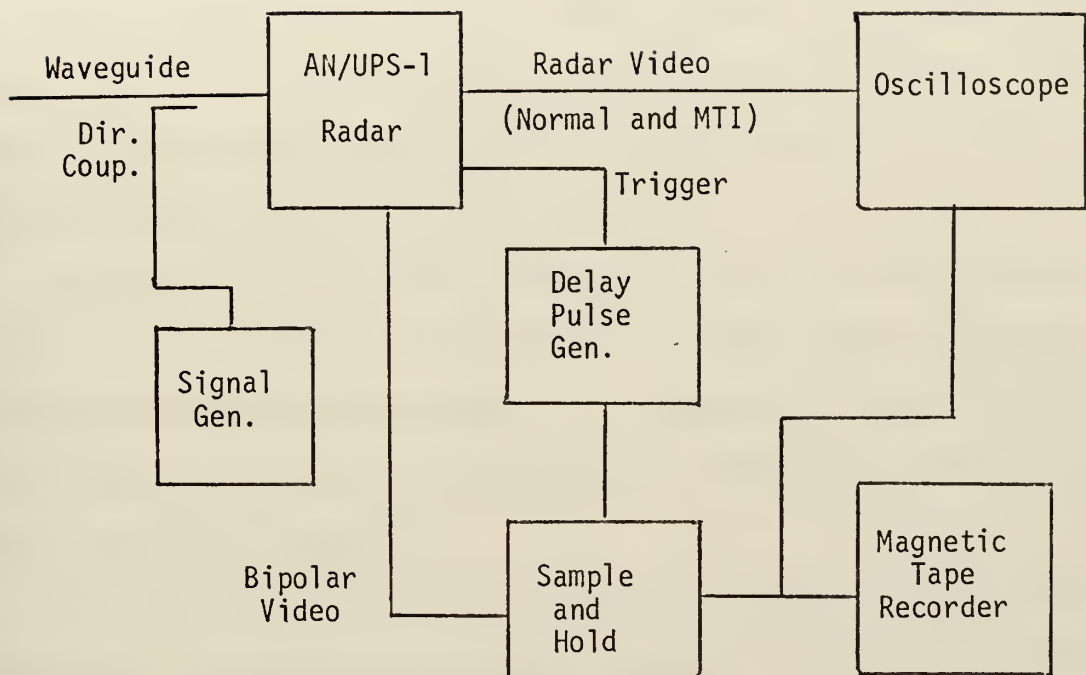 Waveguide
Dir.
Coup.
AN/UPS-1
Radar
Radar Video
(Normal and MTI)
Oscilloscope
Trigger
Delay
Pulse
Gen.
Signal
Gen.
Bipolar
Video
Sample
and
Hold
Magnetic
Tape
Recorder